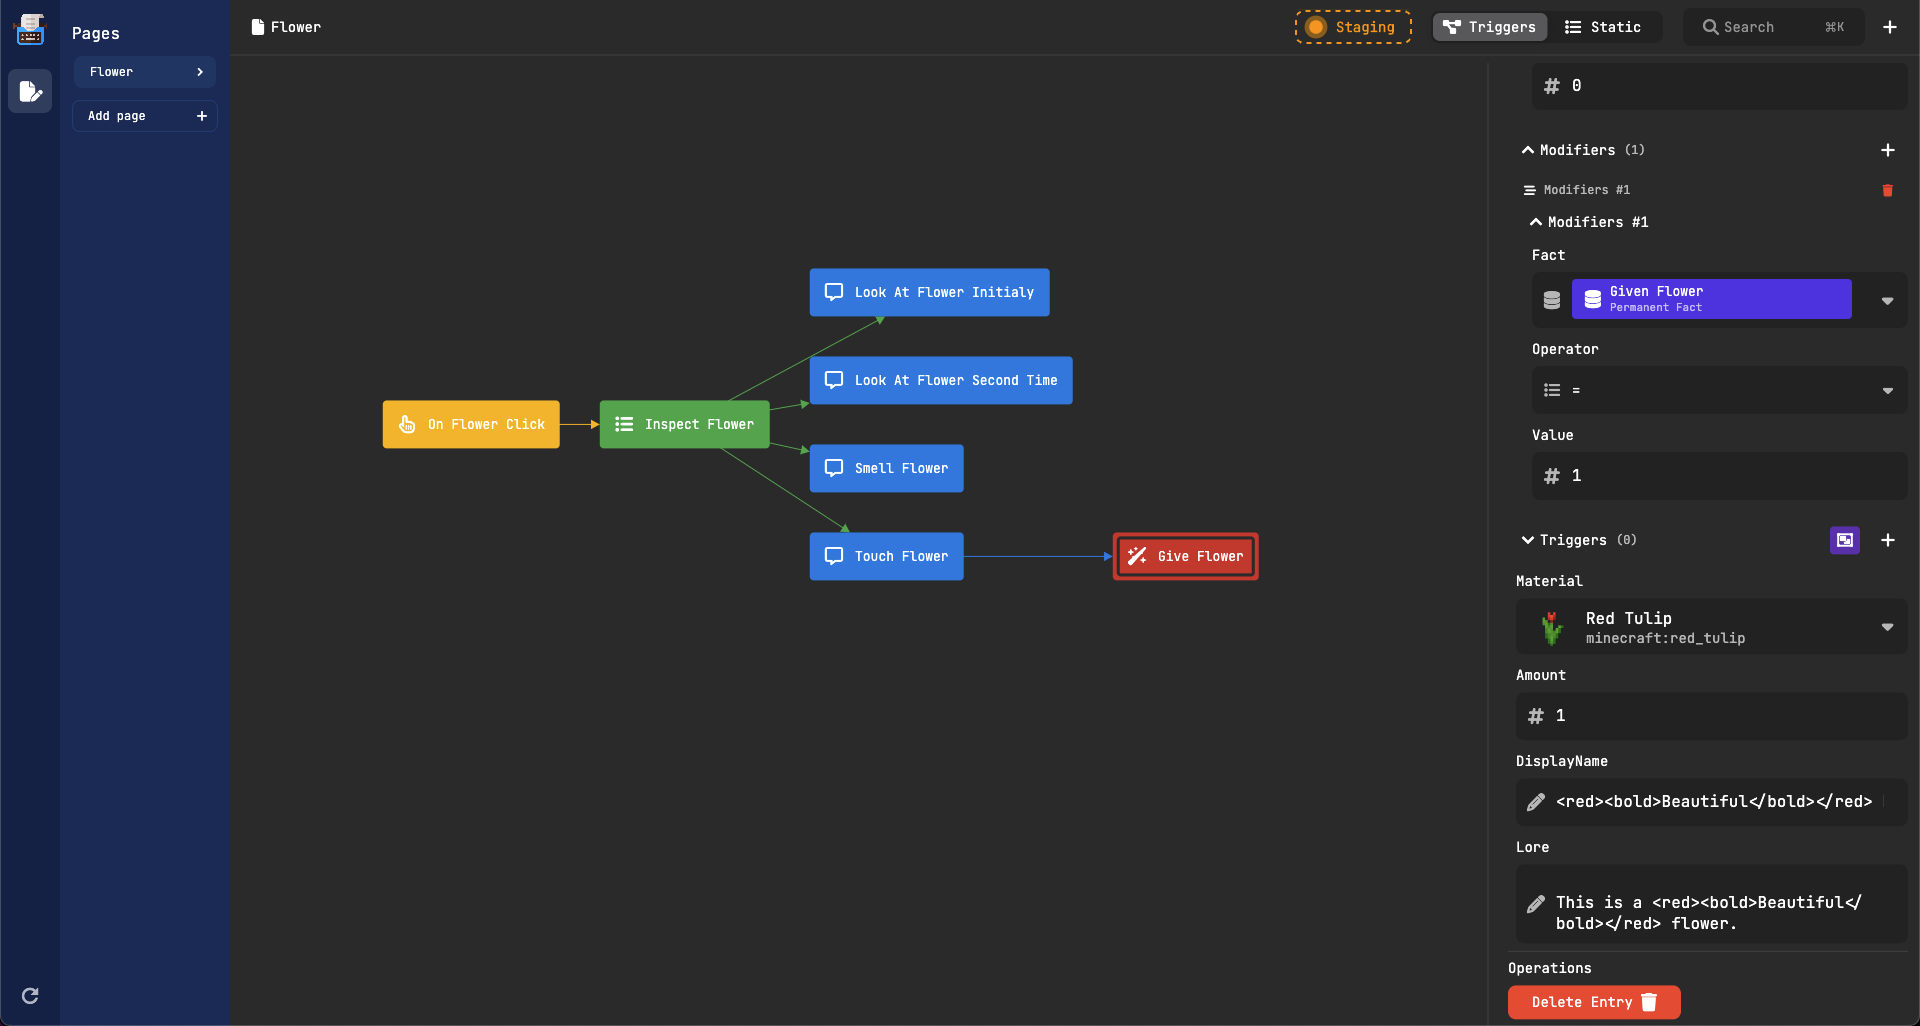 Pages
Flower
Add page
Flower
Staging
Triggers
Static
Search
⌘K
On Flower Click
Inspect Flower
Look At Flower Initialy
Look At Flower Second Time
Smell Flower
Touch Flower
Give Flower
0
Modifiers (1)
Modifiers #1
Modifiers #1
Fact
Given Flower
Permanent Fact
Operator
=
Value
1
Triggers (0)
Material
Red Tulip
minecraft:red_tulip
Amount
1
DisplayName
<red><bold>Beautiful</bold></red>
Lore
This is a <red><bold>Beautiful</
bold></red> flower.
Operations
Delete Entry